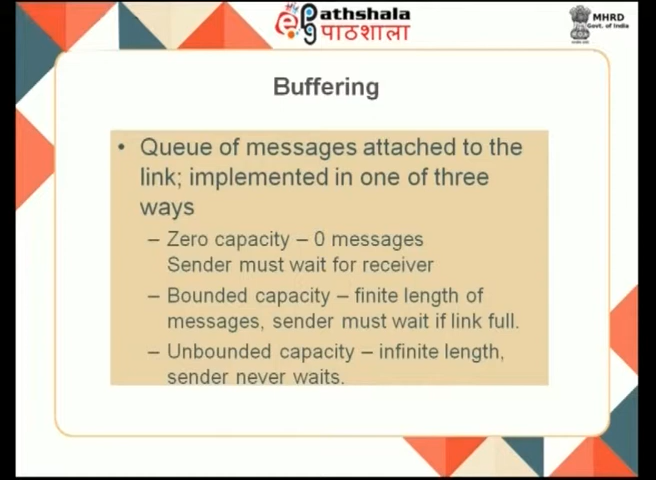 Pathshala
पाठशाला
MHRD
Govt. of India
Buffering
• Queue of messages attached to the
link; implemented in one of three
ways
– Zero capacity – 0 messages
Sender must wait for receiver
– Bounded capacity – finite length of
messages, sender must wait if link full.
– Unbounded capacity – infinite length,
sender never waits.